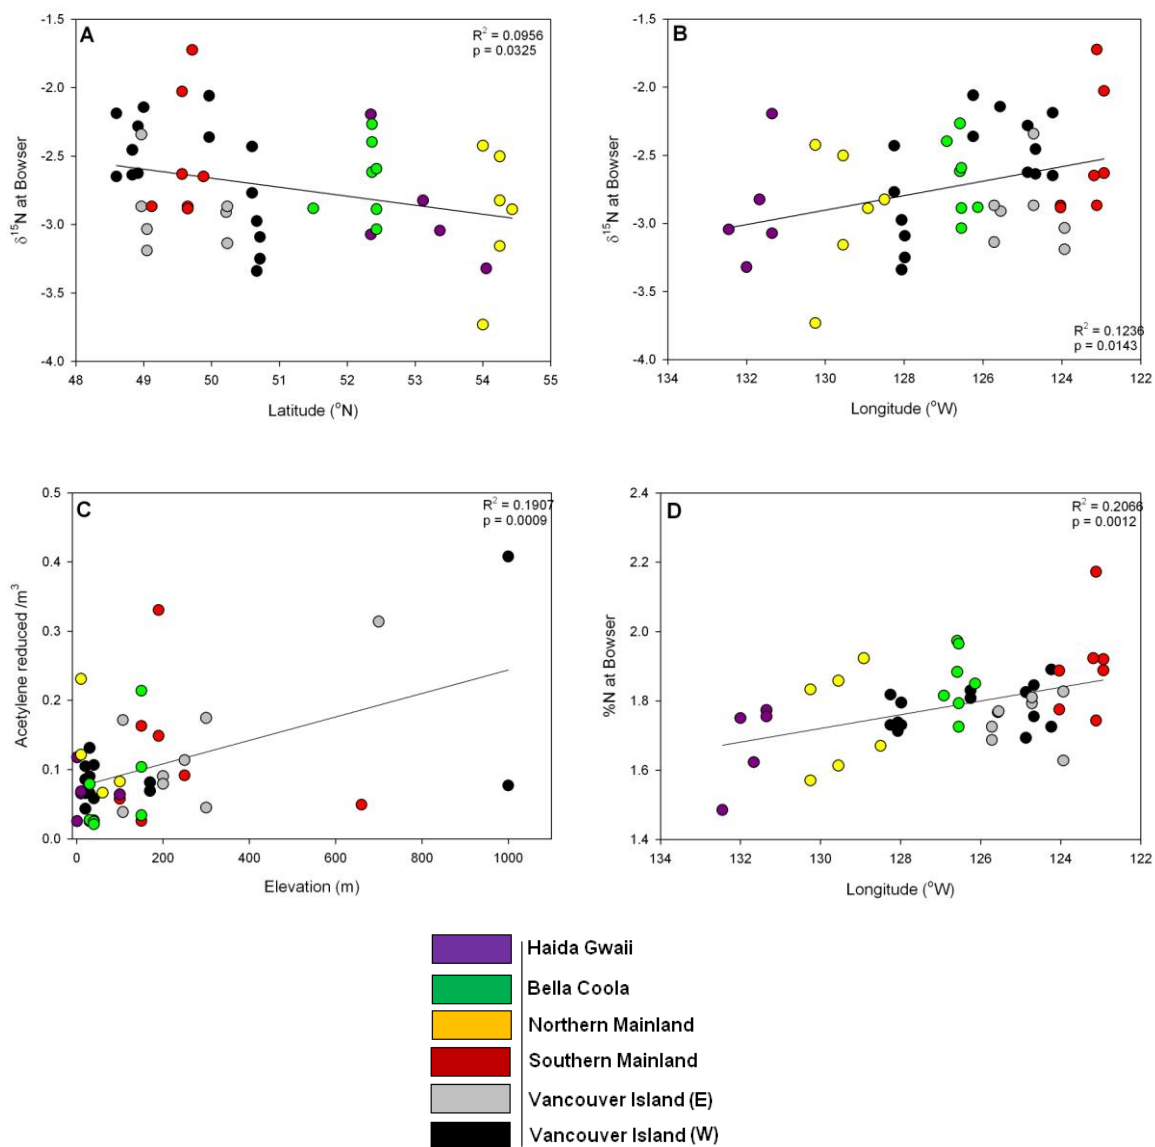 A
R² = 0.0956
p = 0.0325
δ¹⁵N at Bowser
-1.5
-2.0
-2.5
-3.0
-3.5
-4.0
48 49 50 51 52 53 54 55
Latitude (°N)
B
R² = 0.1236
p = 0.0143
δ¹⁵N at Bowser
-1.5
-2.0
-2.5
-3.0
-3.5
-4.0
134 132 130 128 126 124 122
Longitude (°W)
C
R² = 0.1907
p = 0.0009
Acetylene reduced /m³
0.5
0.4
0.3
0.2
0.1
0.0
0 200 400 600 800 1000
Elevation (m)
D
R² = 0.2066
p = 0.0012
%N at Bowser
2.4
2.2
2.0
1.8
1.6
1.4
134 132 130 128 126 124 122
Longitude (°W)
Haida Gwaii
Bella Coola
Northern Mainland
Southern Mainland
Vancouver Island (E)
Vancouver Island (W)